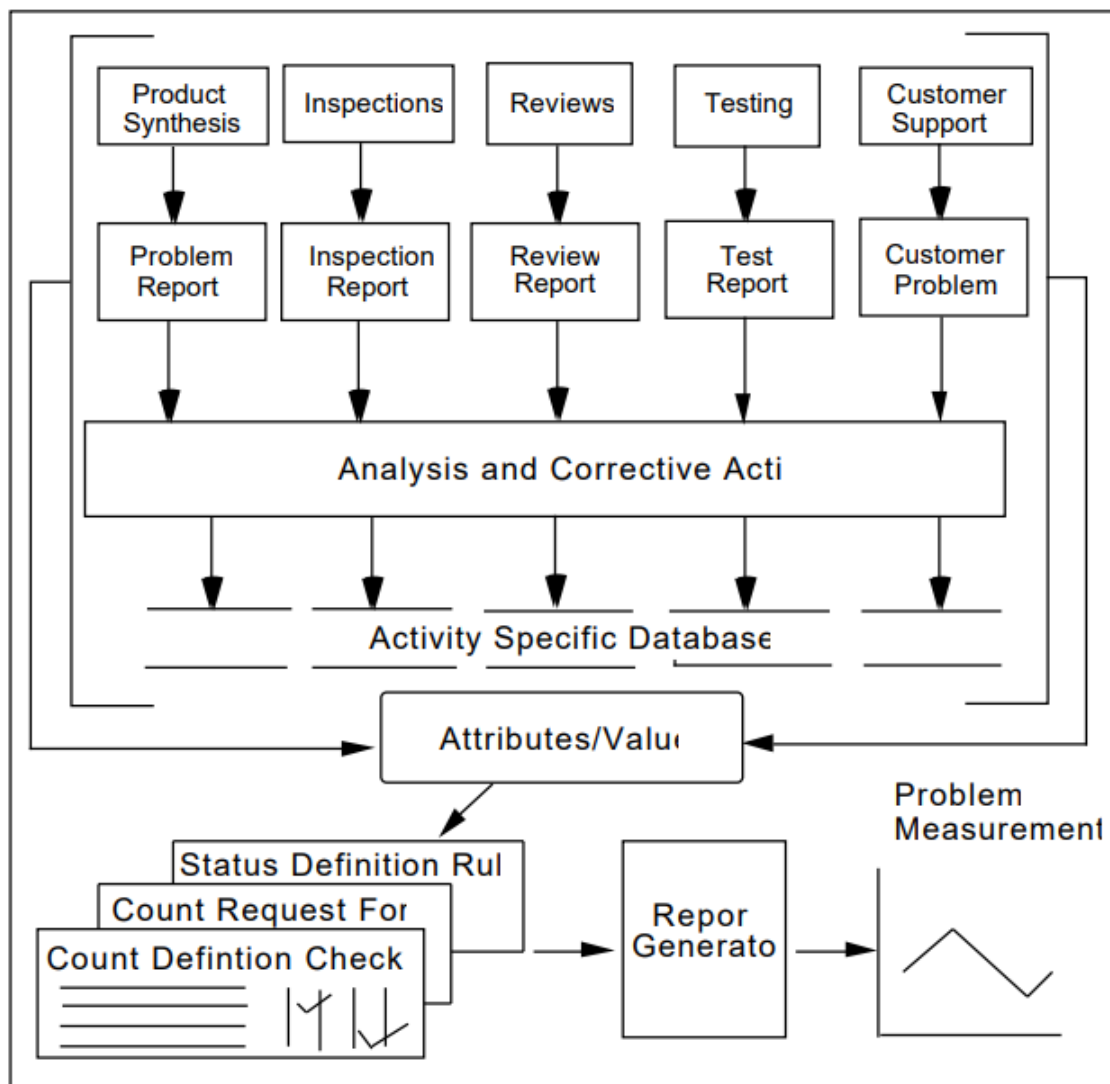 Product
Synthesis
Inspections
Reviews
Testing
Customer
Support
Problem
Report
Inspection
Report
Review
Report
Test
Report
Customer
Problem
Analysis and Corrective Acti
Activity Specific Database
Attributes/Value
Problem
Measurement
Status Definition Rul
Count Request For
Count Defintion Check
Repor
Generato